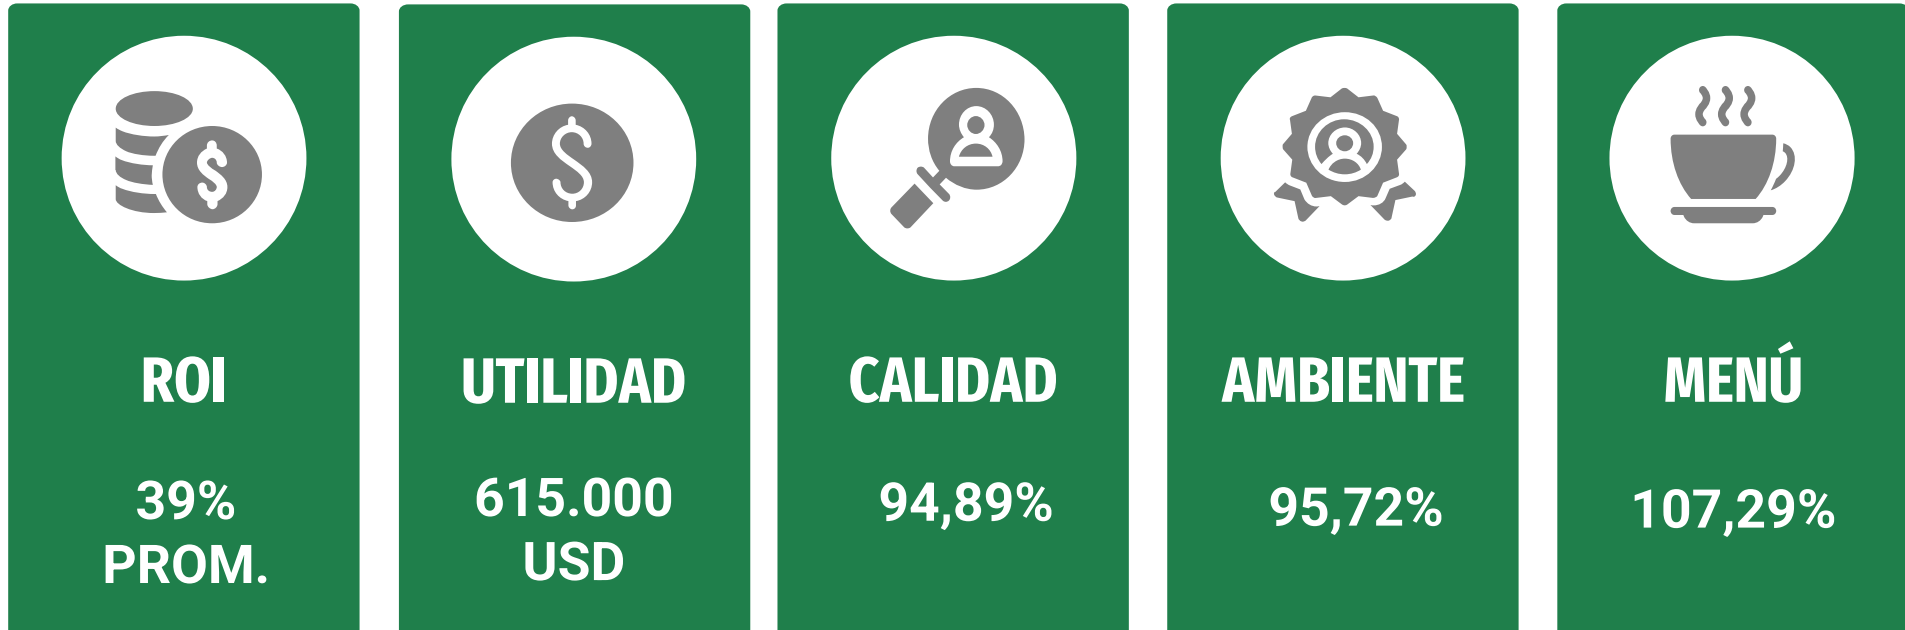 ROI
39%
PROM.
UTILIDAD
615.000
USD
CALIDAD
94,89%
AMBIENTE
95,72%
MENÚ
107,29%